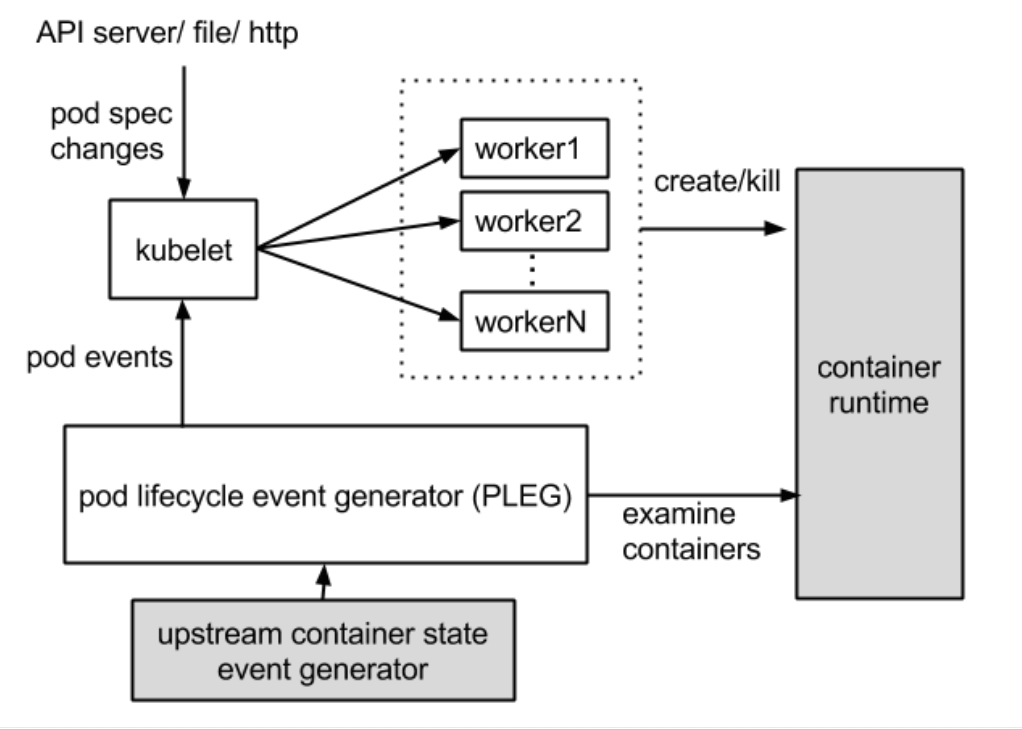 API server/ file/ http
pod spec
changes
worker1
create/kill
worker2
kubelet
workerN
pod events
container
runtime
pod lifecycle event generator (PLEG)
examine
containers
upstream container state
event generator